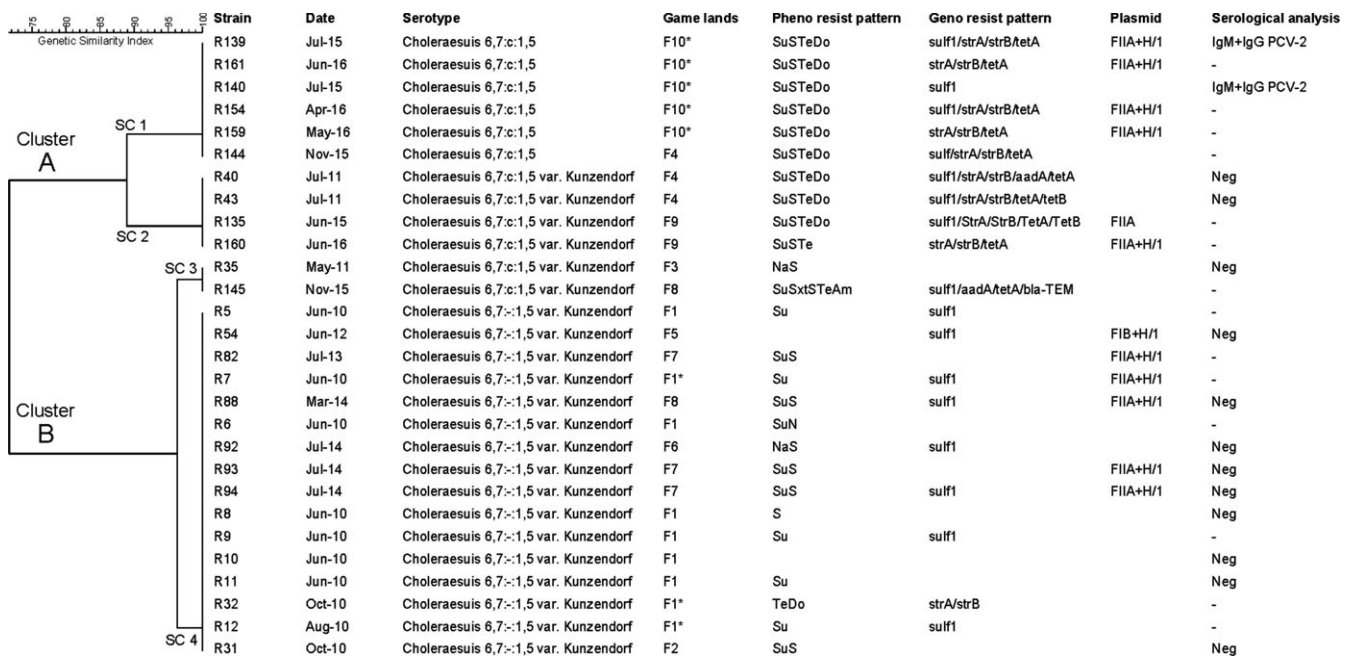 -75 -80 -85 -90 -95 -100 Strain Date Serotype Game lands Pheno resist pattern Geno resist pattern Plasmid Serological analysis
Genetic Similarity Index
R139 Jul-15 Choleraesuis 6,7:c:1,5 F10* SuSTeDo sulf1/strA/strB/tetA FIIA+H/1 IgM+IgG PCV-2
R161 Jun-16 Choleraesuis 6,7:c:1,5 F10* SuSTeDo strA/strB/tetA FIIA+H/1 -
R140 Jul-15 Choleraesuis 6,7:c:1,5 F10* SuSTeDo sulf1 IgM+IgG PCV-2
R154 Apr-16 Choleraesuis 6,7:c:1,5 F10* SuSTeDo sulf1/strA/strB/tetA FIIA+H/1 -
SC 1
R159 May-16 Choleraesuis 6,7:c:1,5 F10* SuSTeDo strA/strB/tetA FIIA+H/1 -
Cluster
A
R144 Nov-15 Choleraesuis 6,7:c:1,5 F4 SuSTeDo sulf/strA/strB/tetA -
R40 Jul-11 Choleraesuis 6,7:c:1,5 var. Kunzendorf F4 SuSTeDo sulf1/strA/strB/aadA/tetA Neg
R43 Jul-11 Choleraesuis 6,7:c:1,5 var. Kunzendorf F4 SuSTeDo sulf1/strA/strB/tetA/tetB Neg
R135 Jun-15 Choleraesuis 6,7:c:1,5 var. Kunzendorf F9 SuSTeDo sulf1/StrA/StrB/TetA/TetB FIIA -
SC 2
R160 Jun-16 Choleraesuis 6,7:c:1,5 var. Kunzendorf F9 SuSTe strA/strB/tetA FIIA+H/1 -
SC 3 R35 May-11 Choleraesuis 6,7:c:1,5 var. Kunzendorf F3 NaS Neg
R145 Nov-15 Choleraesuis 6,7:c:1,5 var. Kunzendorf F8 SuSxtSTeAm sulf1/aadA/tetA/bla-TEM -
R5 Jun-10 Choleraesuis 6,7:-:1,5 var. Kunzendorf F1 Su sulf1 -
R54 Jun-12 Choleraesuis 6,7:-:1,5 var. Kunzendorf F5 sulf1 FIB+H/1 Neg
R82 Jul-13 Choleraesuis 6,7:-:1,5 var. Kunzendorf F7 SuS FIIA+H/1 -
R7 Jun-10 Choleraesuis 6,7:-:1,5 var. Kunzendorf F1* Su sulf1 FIIA+H/1 -
R88 Mar-14 Choleraesuis 6,7:-:1,5 var. Kunzendorf F8 SuS sulf1 FIIA+H/1 Neg
Cluster
B
R6 Jun-10 Choleraesuis 6,7:-:1,5 var. Kunzendorf F1 SuN -
R92 Jul-14 Choleraesuis 6,7:-:1,5 var. Kunzendorf F6 NaS sulf1 Neg
R93 Jul-14 Choleraesuis 6,7:-:1,5 var. Kunzendorf F7 SuS FIIA+H/1 Neg
R94 Jul-14 Choleraesuis 6,7:-:1,5 var. Kunzendorf F7 SuS sulf1 FIIA+H/1 Neg
R8 Jun-10 Choleraesuis 6,7:-:1,5 var. Kunzendorf F1 S Neg
R9 Jun-10 Choleraesuis 6,7:-:1,5 var. Kunzendorf F1 Su sulf1 -
R10 Jun-10 Choleraesuis 6,7:-:1,5 var. Kunzendorf F1 Neg
R11 Jun-10 Choleraesuis 6,7:-:1,5 var. Kunzendorf F1 Su Neg
R32 Oct-10 Choleraesuis 6,7:-:1,5 var. Kunzendorf F1* TeDo strA/strB -
R12 Aug-10 Choleraesuis 6,7:-:1,5 var. Kunzendorf F1* Su sulf1 -
SC 4 R31 Oct-10 Choleraesuis 6,7:-:1,5 var. Kunzendorf F2 SuS Neg